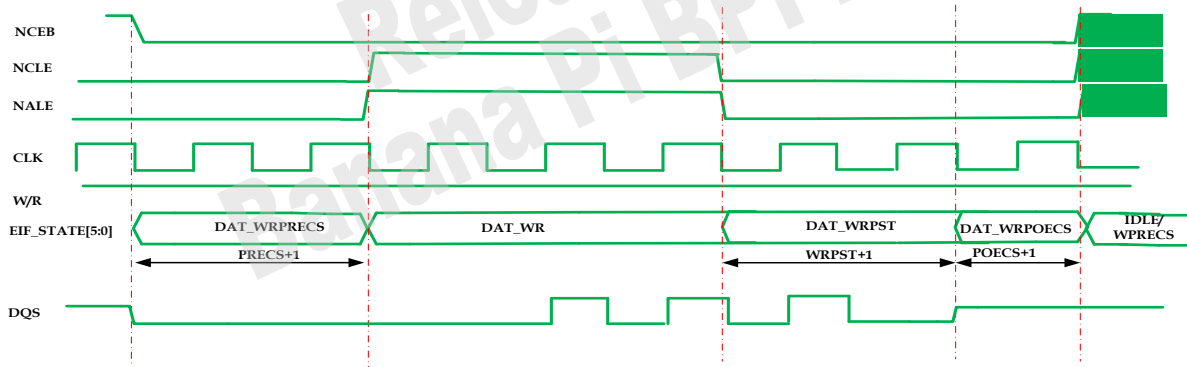 NCEB
NCLE
NALE
CLK
W/R
EIF_STATE[5:0]
DAT_WRPRECS
DAT_WR
DAT_WRPST
DAT_WRPOECS
IDLE/
WPRECS
PRECS+1
WRPST+1
POECS+1
DQS
Banana Pi